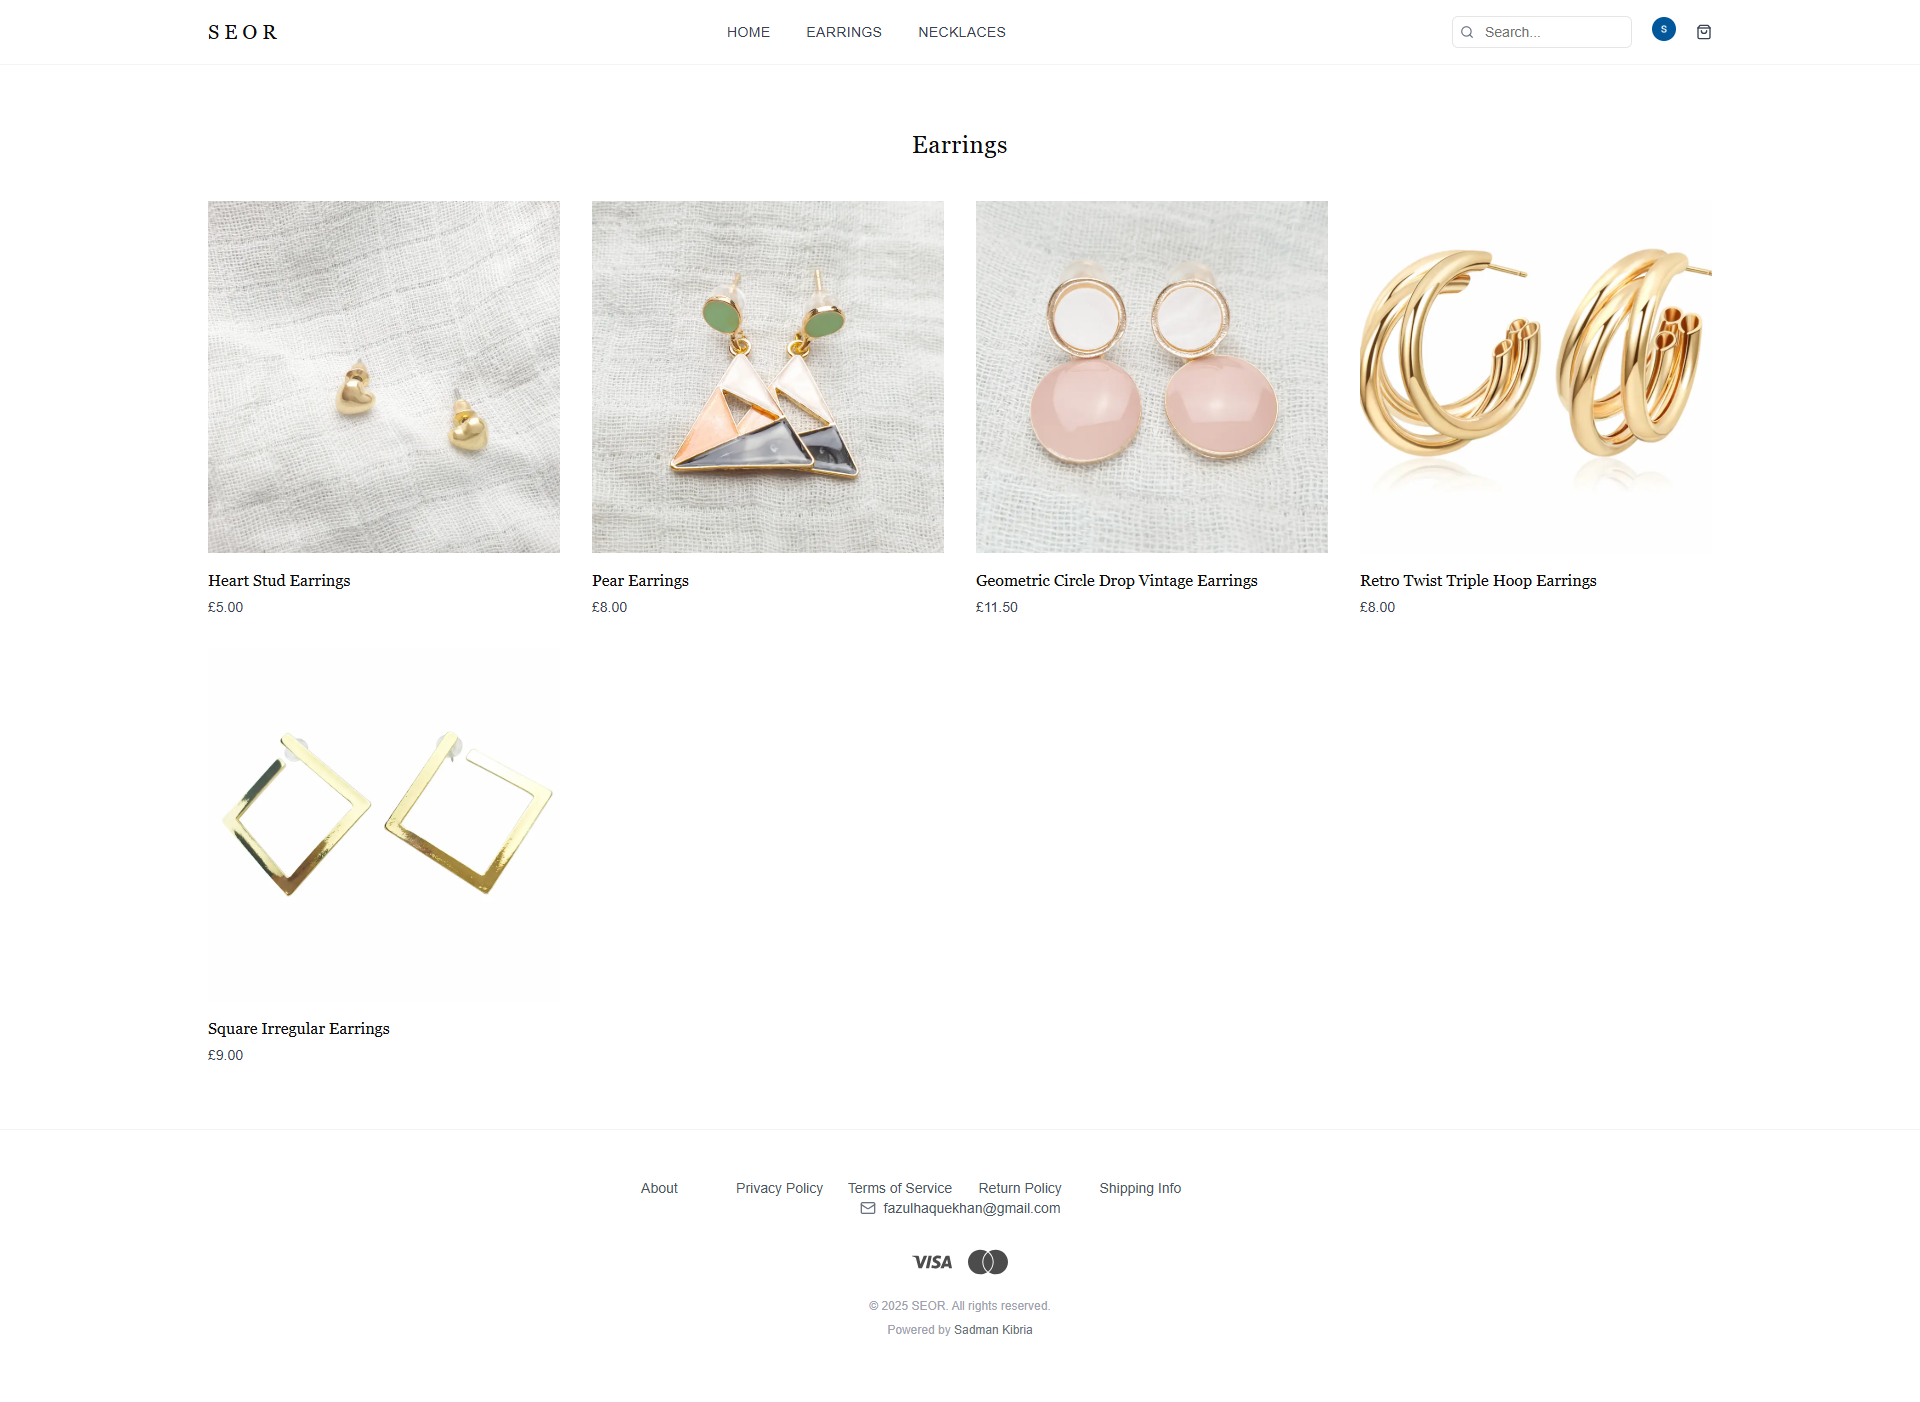 SEOR
HOME EARRINGS NECKLACES
Search...
S
Earrings
Heart Stud Earrings
£5.00
Pear Earrings
£8.00
Geometric Circle Drop Vintage Earrings
£11.50
Retro Twist Triple Hoop Earrings
£8.00
Square Irregular Earrings
£9.00
About Privacy Policy Terms of Service Return Policy Shipping Info
fazulhaquekhan@gmail.com
VISA
© 2025 SEOR. All rights reserved.
Powered by Sadman Kibria